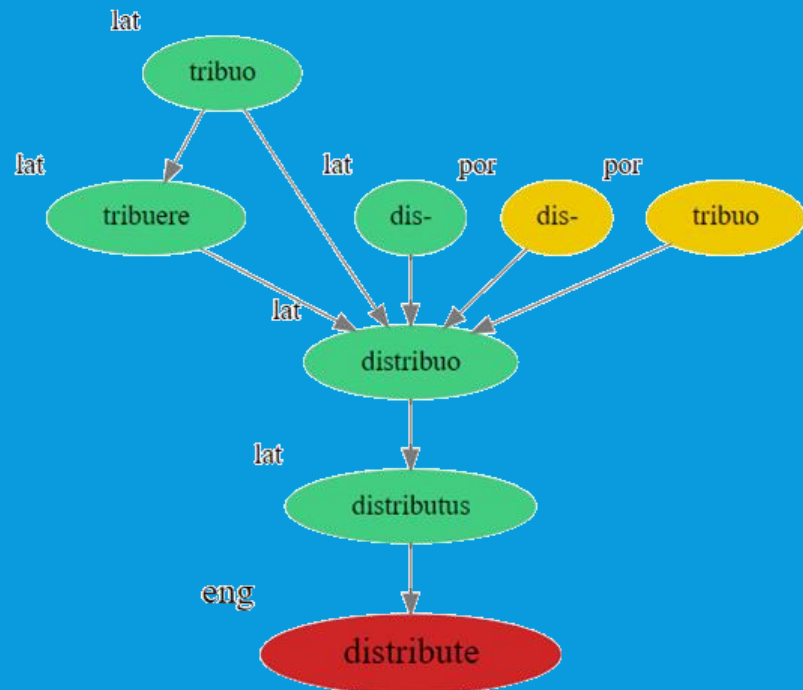 lat
tribuo
lat
lat
por
por
tribuere
dis-
dis-
tribuo
lat
distribuo
lat
distributus
eng
distribute